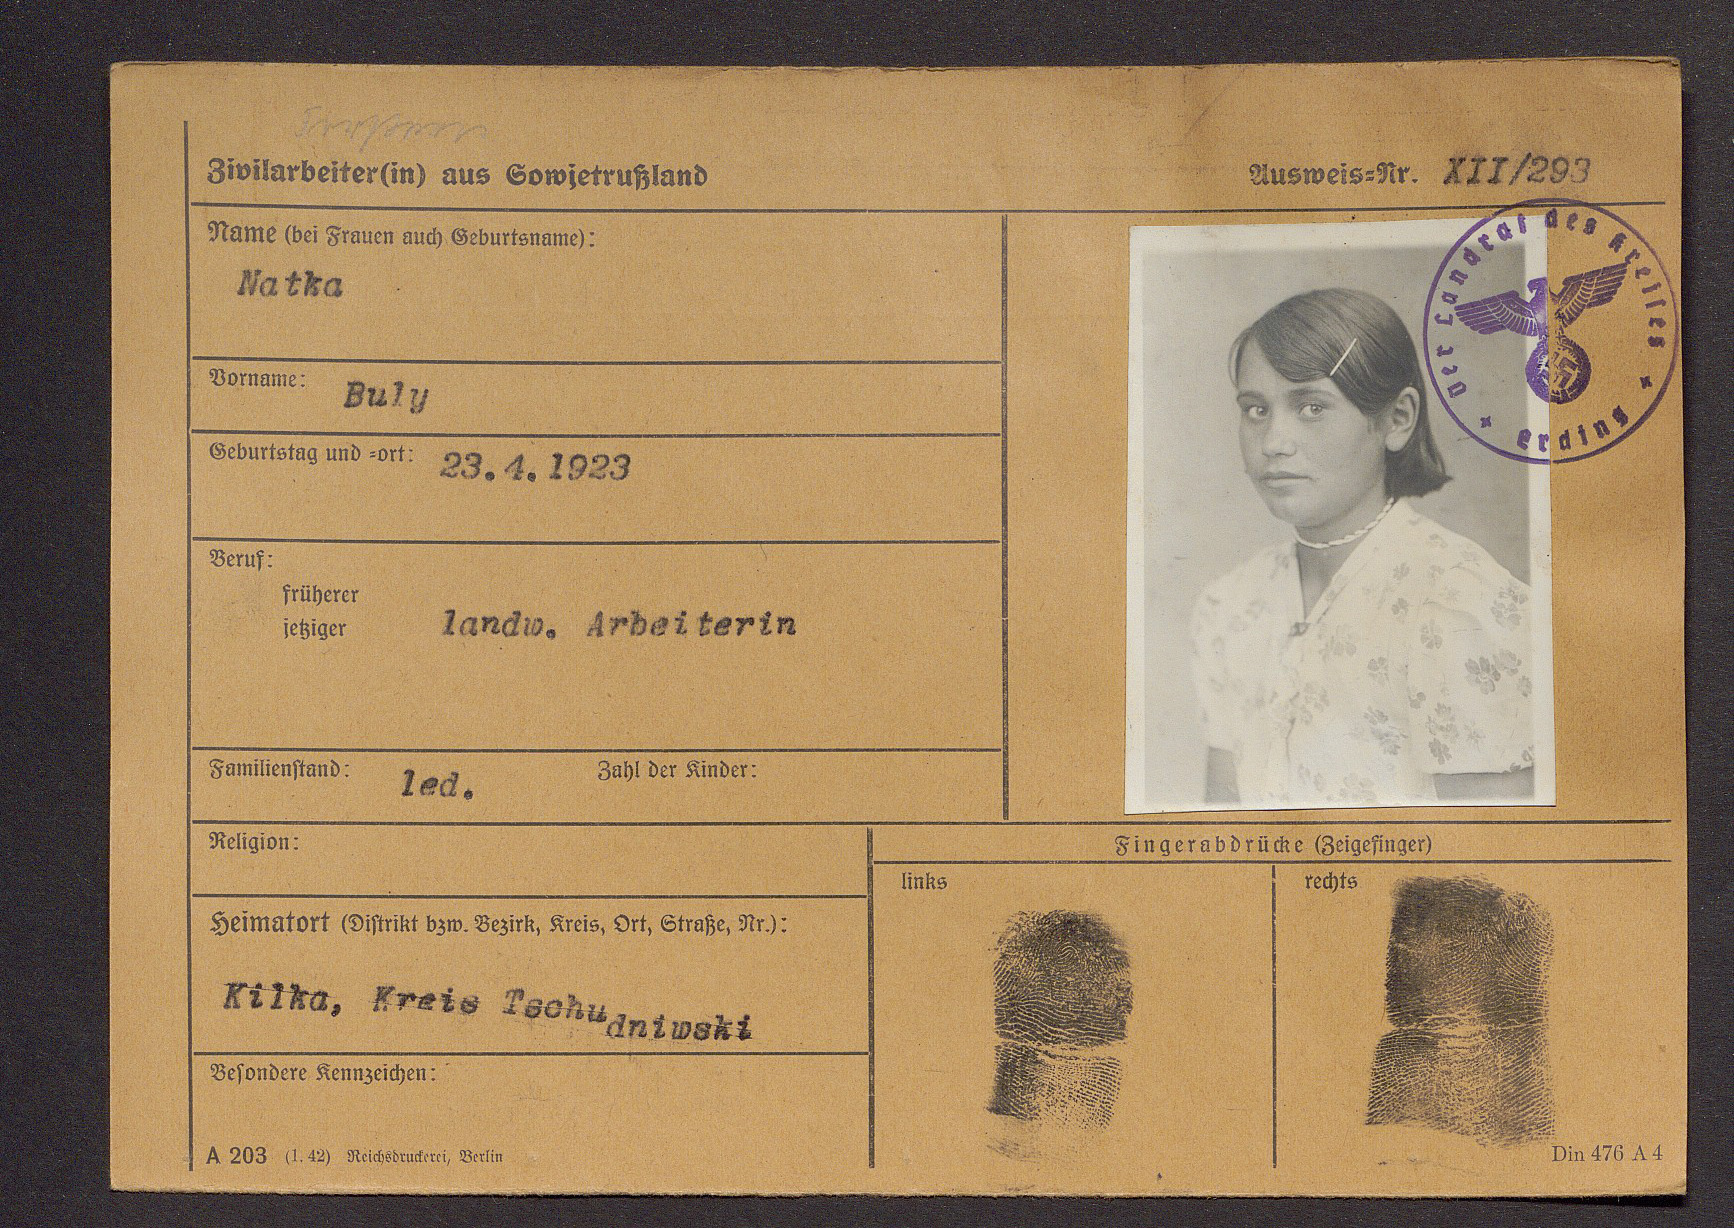 Zivilarbeiter(in) aus Sowjetrußland
Ausweis=Nr. XII/293
Name (bei Frauen auch Geburtsname):
Natka
Vorname: Buly
Geburtstag und =ort: 23.4.1923
Beruf:
früherer
jetziger landw. Arbeiterin
Familienstand: led. Zahl der Kinder:
Der Landrat des Kreises
Erding
Religion:
Heimatort (Distrikt bzw. Bezirk, Kreis, Ort, Straße, Nr.):
Kilka, Kreis Tschudniwski
Besondere Kennzeichen:
Fingerabdrücke (Zeigefinger)
links rechts
A 203 (1. 42) Reichsdruckerei, Berlin
Din 476 A 4